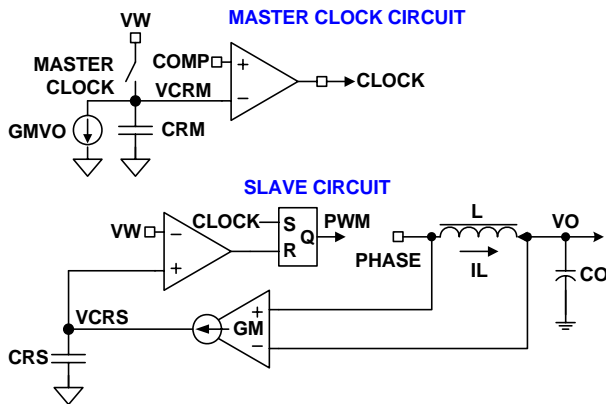 MASTER CLOCK CIRCUIT
VW
MASTER
CLOCK
COMP
+
−
VCRM
CLOCK
GMVO
CRM
SLAVE CIRCUIT
VW
−
+
CLOCK
S
R
Q
PWM
PHASE
L
IL
VO
CO
VCRS
GM
+
−
CRS